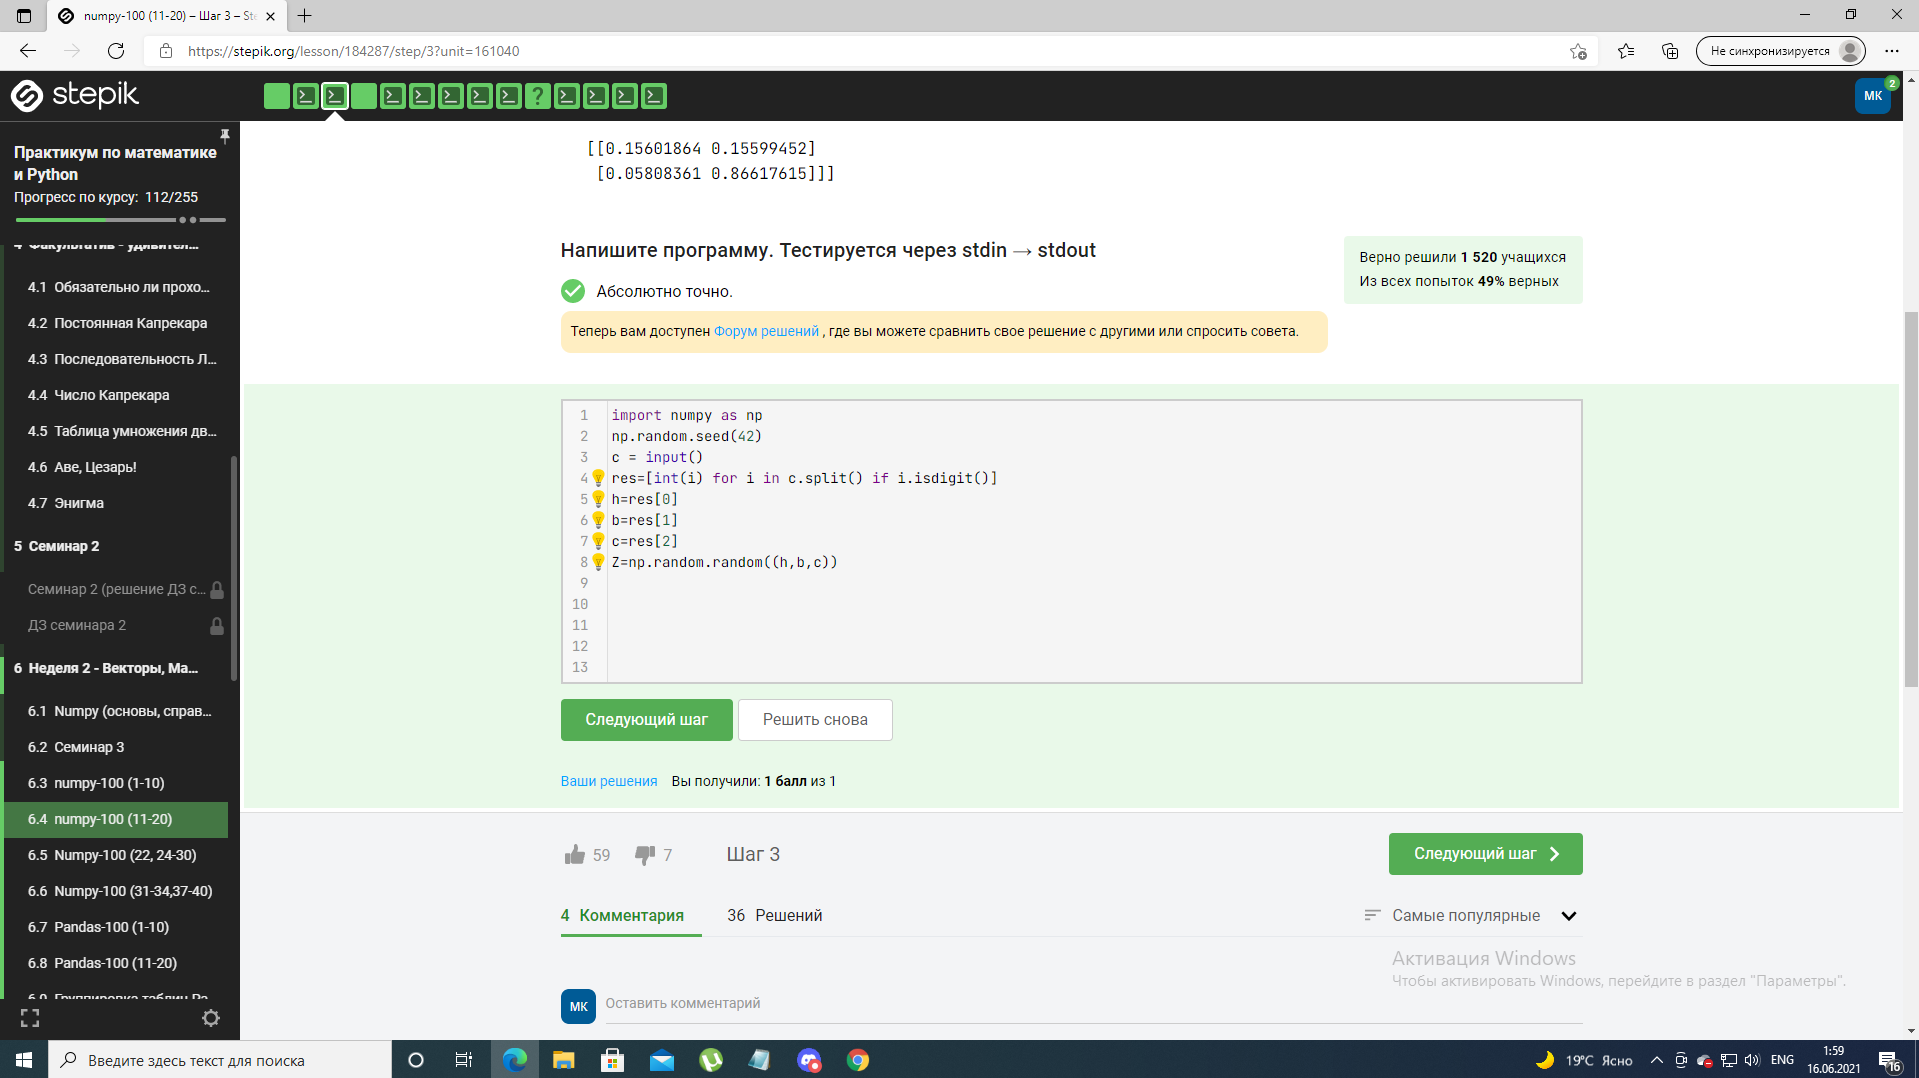 numpy-100 (11-20) – Шаг 3 – Ste
https://stepik.org/lesson/184287/step/3?unit=161040
Не синхронизируется
stepik
?
МК
2
Практикум по математике
и Python
Прогресс по курсу: 112/255
4 Факультатив - удивител...
4.1 Обязательно ли прохо...
4.2 Постоянная Капрекара
4.3 Последовательность Л...
4.4 Число Капрекара
4.5 Таблица умножения дв...
4.6 Аве, Цезарь!
4.7 Энигма
5 Семинар 2
Семинар 2 (решение ДЗ с...
ДЗ семинара 2
6 Неделя 2 - Векторы, Ма...
6.1 Numpy (основы, справ...
6.2 Семинар 3
6.3 numpy-100 (1-10)
6.4 numpy-100 (11-20)
6.5 Numpy-100 (22, 24-30)
6.6 Numpy-100 (31-34,37-40)
6.7 Pandas-100 (1-10)
6.8 Pandas-100 (11-20)
6.9 Группировка таблиц Pa...
[[0.15601864 0.15599452]
[0.05808361 0.86617615]]]
Напишите программу. Тестируется через stdin → stdout
Верно решили 1 520 учащихся
Из всех попыток 49% верных
Абсолютно точно.
Теперь вам доступен Форум решений , где вы можете сравнить свое решение с другими или спросить совета.
1 import numpy as np
2 np.random.seed(42)
3 c = input()
4 res=[int(i) for i in c.split() if i.isdigit()]
5 h=res[0]
6 b=res[1]
7 c=res[2]
8 Z=np.random.random((h,b,c))
9
10
11
12
13
Следующий шаг
Решить снова
Ваши решения Вы получили: 1 балл из 1
59
7
Шаг 3
Следующий шаг
4 Комментария
36 Решений
Самые популярные
Активация Windows
Чтобы активировать Windows, перейдите в раздел "Параметры".
МК
Оставить комментарий
Введите здесь текст для поиска
19°C Ясно
ENG
1:59
16.06.2021
16